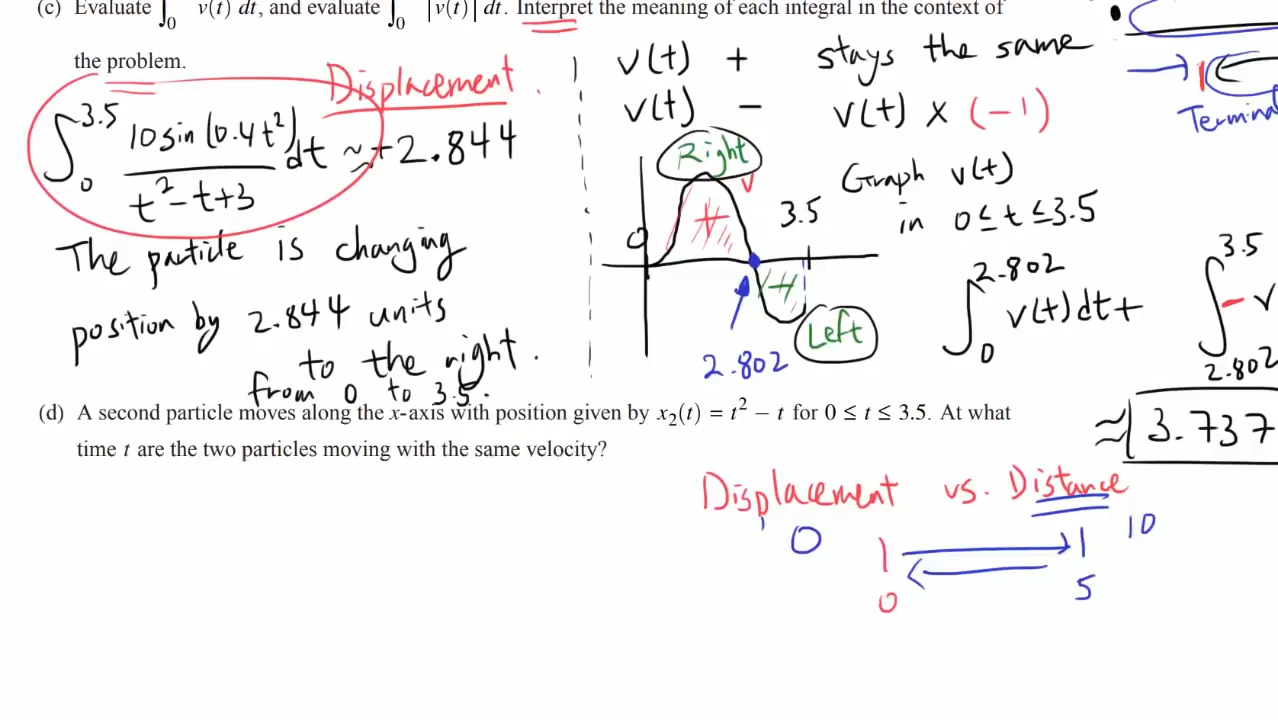 (c) Evaluate ∫₀ v(t) dt, and evaluate ∫₀ |v(t)| dt. Interpret the meaning of each integral in the context of
the problem.
Displacement.
∫₀^3.5 10 sin(0.4t²) / (t² - t + 3) dt ≈ +2.844
The particle is changing
position by 2.844 units
to the right.
from 0 to 3.5.
v(t) + stays the same
v(t) - v(t) × (-1)
Right
v
+
3.5
0
+
Left
2.802
Graph v(t)
in 0 ≤ t ≤ 3.5
∫₀^2.802 v(t) dt + ∫_2.802^3.5 - v
≈ 3.737
Termina
(d) A second particle moves along the x-axis with position given by x₂(t) = t² − t for 0 ≤ t ≤ 3.5. At what
time t are the two particles moving with the same velocity?
Displacement vs. Distance
0 10
0 5